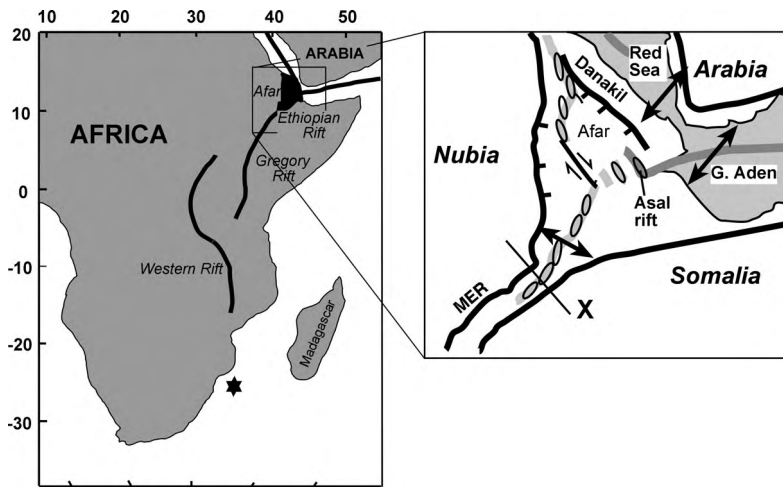 10 20 30 40 50
20
10
0
-10
-20
-30
ARABIA
Afar
Ethiopian
Rift
AFRICA
Gregory
Rift
Western Rift
Madagascar
Red
Sea
Arabia
Danakil
Afar
Nubia
G. Aden
Asal
rift
Somalia
MER
X